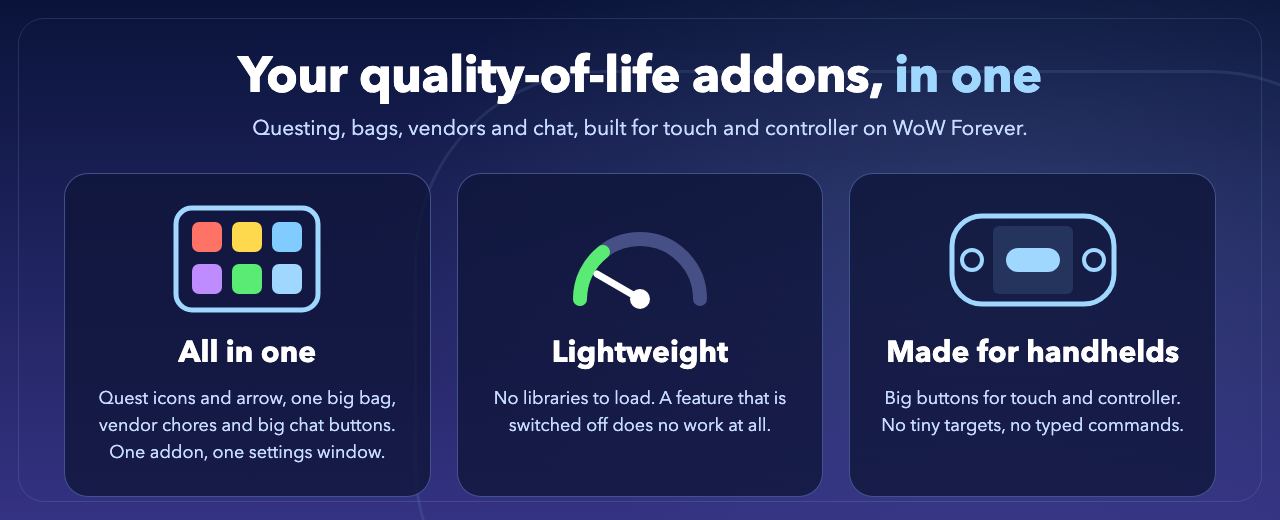 Your quality-of-life addons, in one
Questing, bags, vendors and chat, built for touch and controller on WoW Forever.
All in one
Quest icons and arrow, one big bag,
vendor chores and big chat buttons.
One addon, one settings window.
Lightweight
No libraries to load. A feature that is
switched off does no work at all.
Made for handhelds
Big buttons for touch and controller.
No tiny targets, no typed commands.